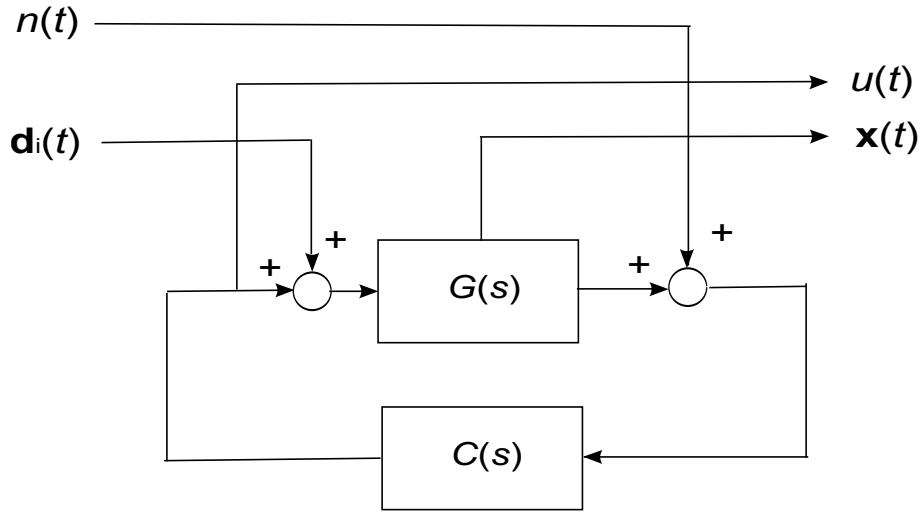 n(t)
u(t)
dᵢ(t)
x(t)
+
+
+
+
G(s)
C(s)